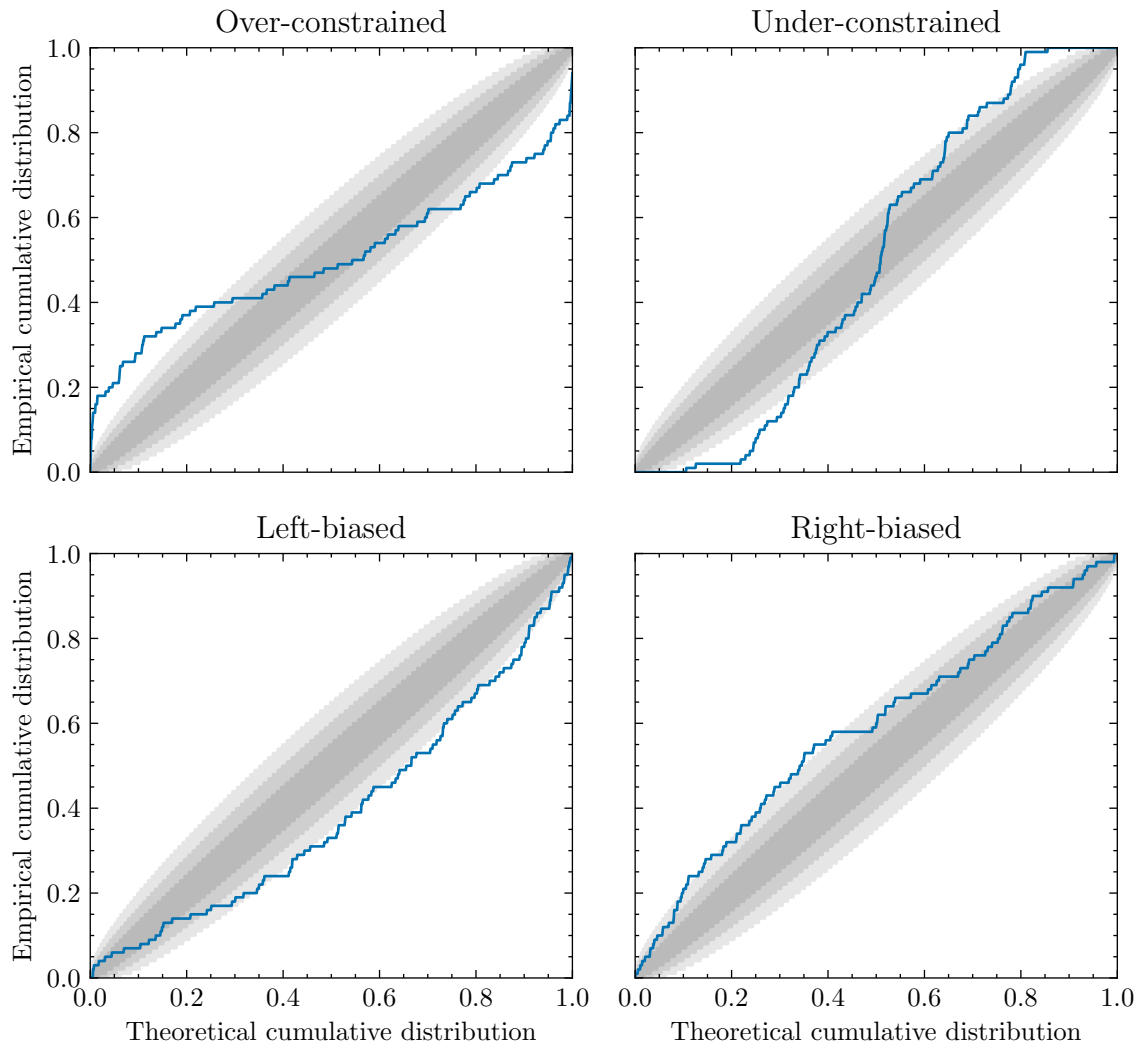 Over-constrained
Under-constrained
1.0
0.8
0.6
0.4
0.2
0.0
Empirical cumulative distribution
Left-biased
Right-biased
1.0
0.8
0.6
0.4
0.2
0.0
Empirical cumulative distribution
0.0 0.2 0.4 0.6 0.8 1.0
0.0 0.2 0.4 0.6 0.8 1.0
Theoretical cumulative distribution
Theoretical cumulative distribution